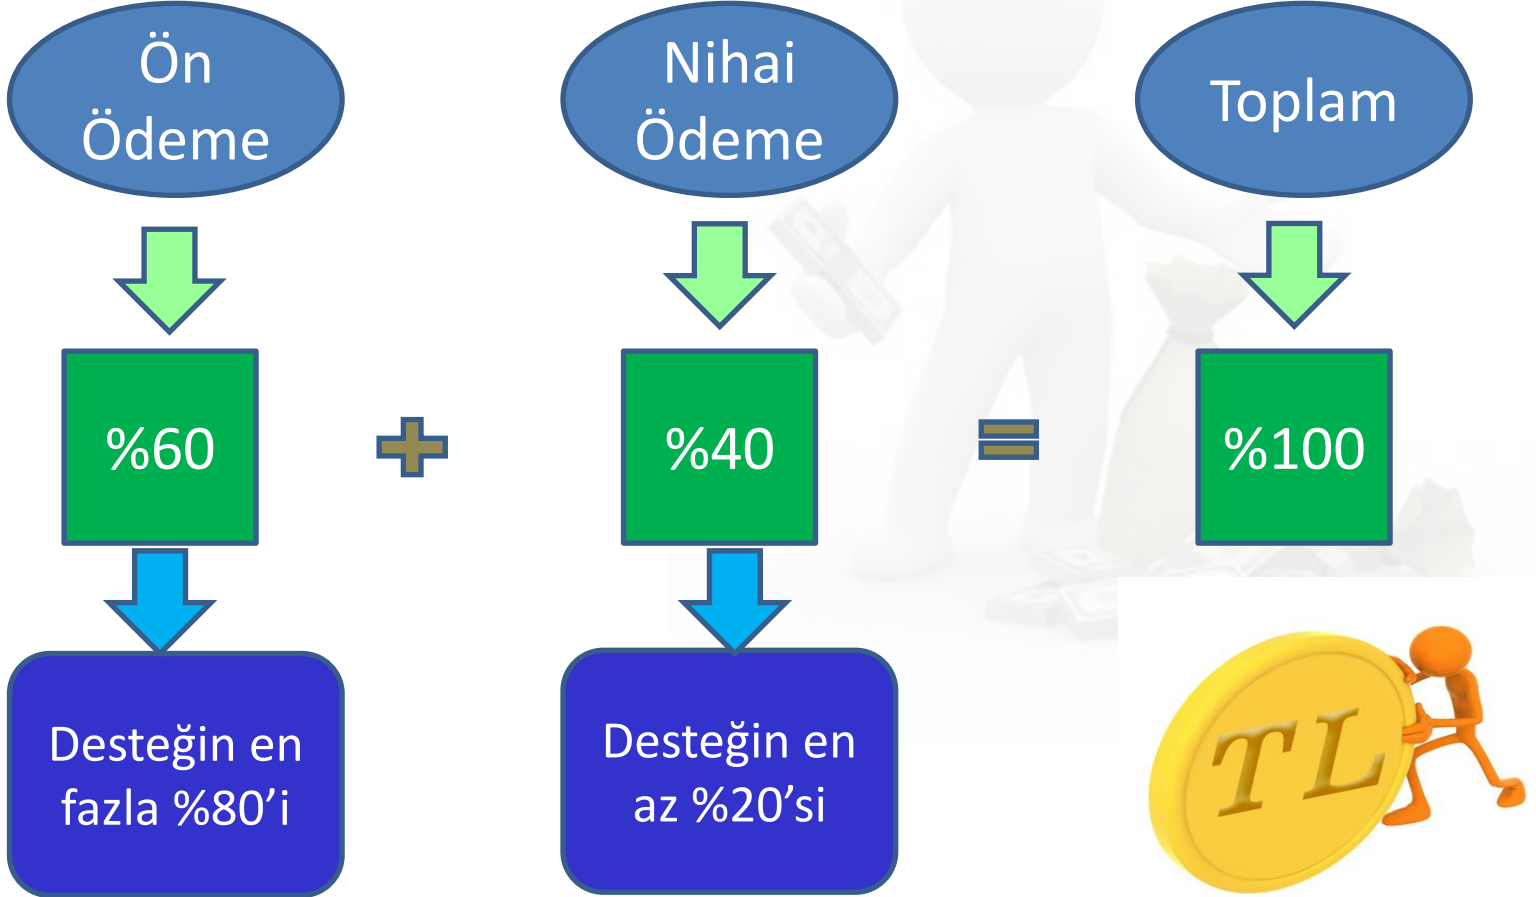 Ön
Ödeme
Nihai
Ödeme
Toplam
%60
%40
%100
Desteğin en
fazla %80’i
Desteğin en
az %20’si
TL